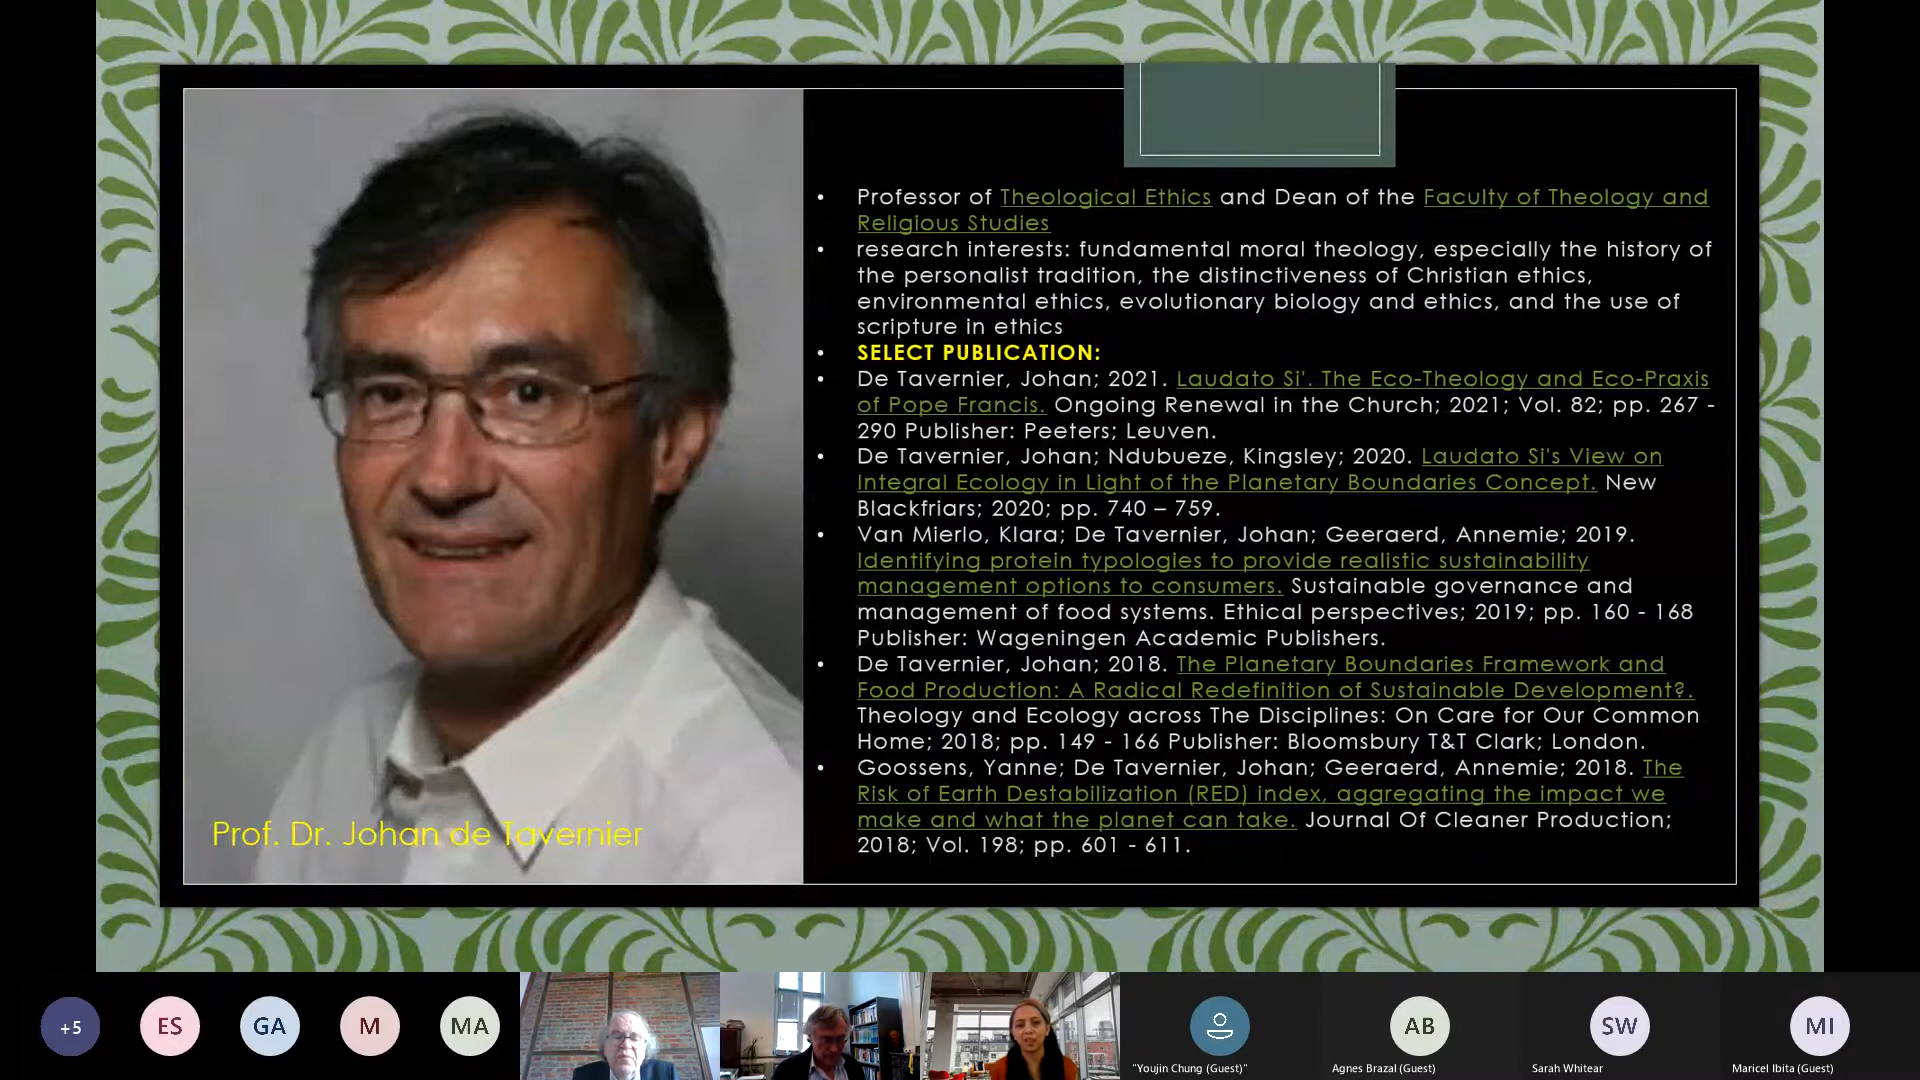 Professor of Theological Ethics and Dean of the Faculty of Theology and
Religious Studies
research interests: fundamental moral theology, especially the history of
the personalist tradition, the distinctiveness of Christian ethics,
environmental ethics, evolutionary biology and ethics, and the use of
scripture in ethics
SELECT PUBLICATION:
De Tavernier, Johan; 2021. Laudato Si'. The Eco-Theology and Eco-Praxis
of Pope Francis. Ongoing Renewal in the Church; 2021; Vol. 82; pp. 267 -
290 Publisher: Peeters; Leuven.
De Tavernier, Johan; Ndubueze, Kingsley; 2020. Laudato Si's View on
Integral Ecology in Light of the Planetary Boundaries Concept. New
Blackfriars; 2020; pp. 740 – 759.
Van Mierlo, Klara; De Tavernier, Johan; Geeraerd, Annemie; 2019.
Identifying protein typologies to provide realistic sustainability
management options to consumers. Sustainable governance and
management of food systems. Ethical perspectives; 2019; pp. 160 - 168
Publisher: Wageningen Academic Publishers.
De Tavernier, Johan; 2018. The Planetary Boundaries Framework and
Food Production: A Radical Redefinition of Sustainable Development?.
Theology and Ecology across The Disciplines: On Care for Our Common
Home; 2018; pp. 149 - 166 Publisher: Bloomsbury T&T Clark; London.
Goossens, Yanne; De Tavernier, Johan; Geeraerd, Annemie; 2018. The
Risk of Earth Destabilization (RED) index, aggregating the impact we
make and what the planet can take. Journal Of Cleaner Production;
2018; Vol. 198; pp. 601 - 611.
Prof. Dr. Johan de Tavernier
+5
ES
GA
M
MA
AB
SW
MI
"Youjin Chung (Guest)"
Agnes Brazal (Guest)
Sarah Whitear
Maricel Ibita (Guest)